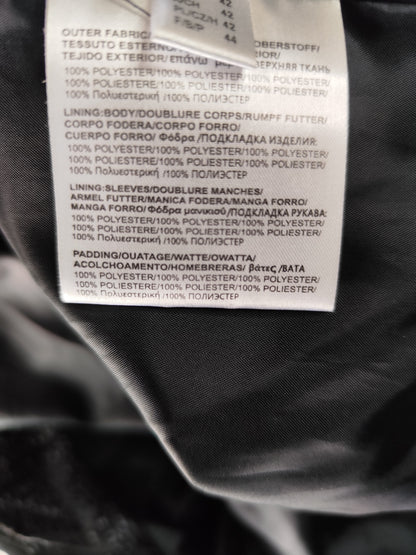 42
CH 42
PL/CZ/H 42
F/B/P 44
OUTER FABRIC/ OBERSTOFF/
TESSUTO ESTERNO/
TEJIDO EXTERIOR/επάνω μερ ВЕРХНЯЯ ТКАНЬ
100% POLYESTER/100% POLYESTER/100% POLYESTER/
100% POLIESTERE/100% POLIESTER/100% POLIESTER/
100% Πολυεστερική /100% ПОЛИЭСТЕР
LINING:BODY/DOUBLURE CORPS/RUMPF FUTTER/
CORPO FODERA/CORPO FORRO/
CUERPO FORRO/ Φόδρα /ПОДКЛАДКА ИЗДЕЛИЯ:
100% POLYESTER/100% POLYESTER/100% POLYESTER/
100% POLIESTERE/100% POLIESTER/100% POLIESTER/
100% Πολυεστερική /100% ПОЛИЭСТЕР
LINING:SLEEVES/DOUBLURE MANCHES/
ARMEL FUTTER/MANICA FODERA/MANGA FORRO/
MANGA FORRO/Φόδρα μανικιού/ПОДКЛАДКА РУКАВА:
100% POLYESTER/100% POLYESTER/100% POLYESTER/
100% POLIESTERE/100% POLIESTER/100% POLIESTER/
100% Πολυεστερική /100% ПОЛИЭСТЕР
PADDING/OUATAGE/WATTE/OWATTA/
ACOLCHOAMENTO/HOMEBRERAS/ βάτες /ВАТА
100% POLYESTER/100% POLYESTER/100% POLYESTER/
100% POLIESTERE/100% POLIESTER/100% POLIESTER/
100% Πολυεστερική /100% ПОЛИЭСТЕР